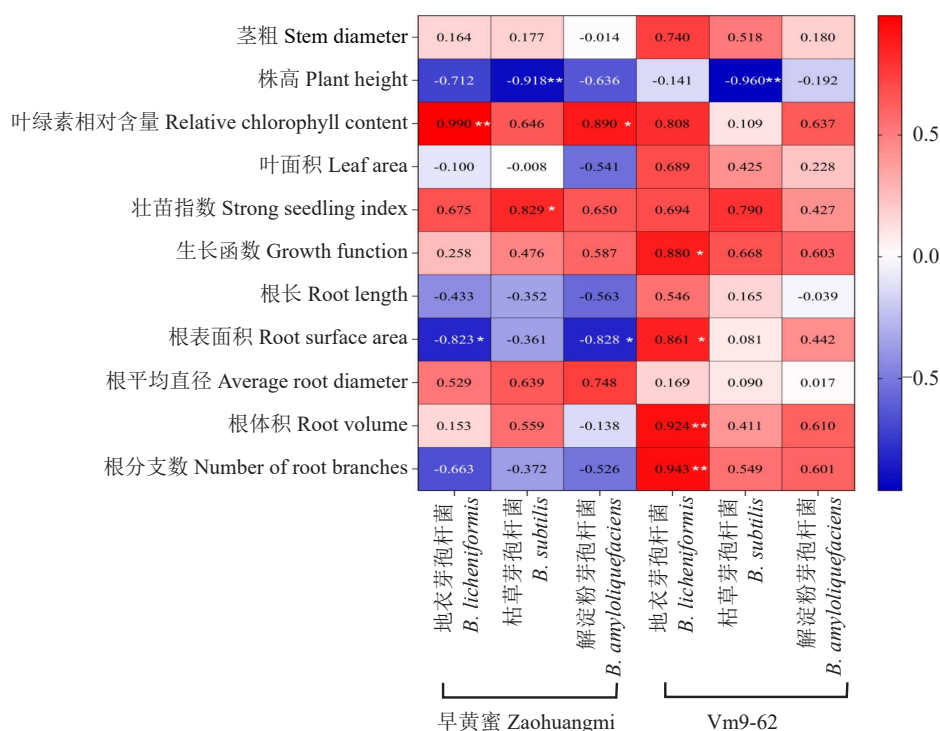 茎粗 Stem diameter 0.164 0.177 -0.014 0.740 0.518 0.180
株高 Plant height -0.712 -0.918** -0.636 -0.141 -0.960** -0.192
叶绿素相对含量 Relative chlorophyll content 0.990** 0.646 0.890* 0.808 0.109 0.637
叶面积 Leaf area -0.100 -0.008 -0.541 0.689 0.425 0.228
壮苗指数 Strong seedling index 0.675 0.829* 0.650 0.694 0.790 0.427
生长函数 Growth function 0.258 0.476 0.587 0.880* 0.668 0.603
根长 Root length -0.433 -0.352 -0.563 0.546 0.165 -0.039
根表面积 Root surface area -0.823* -0.361 -0.828* 0.861* 0.081 0.442
根平均直径 Average root diameter 0.529 0.639 0.748 0.169 0.090 0.017
根体积 Root volume 0.153 0.559 -0.138 0.924** 0.411 0.610
根分支数 Number of root branches -0.663 -0.372 -0.526 0.943** 0.549 0.601
0.5
0.0
−0.5
地衣芽孢杆菌
B. licheniformis
枯草芽孢杆菌
B. subtilis
解淀粉芽孢杆菌
B. amyloliquefaciens
地衣芽孢杆菌
B. licheniformis
枯草芽孢杆菌
B. subtilis
解淀粉芽孢杆菌
B. amyloliquefaciens
早黄蜜 Zaohuangmi
Vm9-62